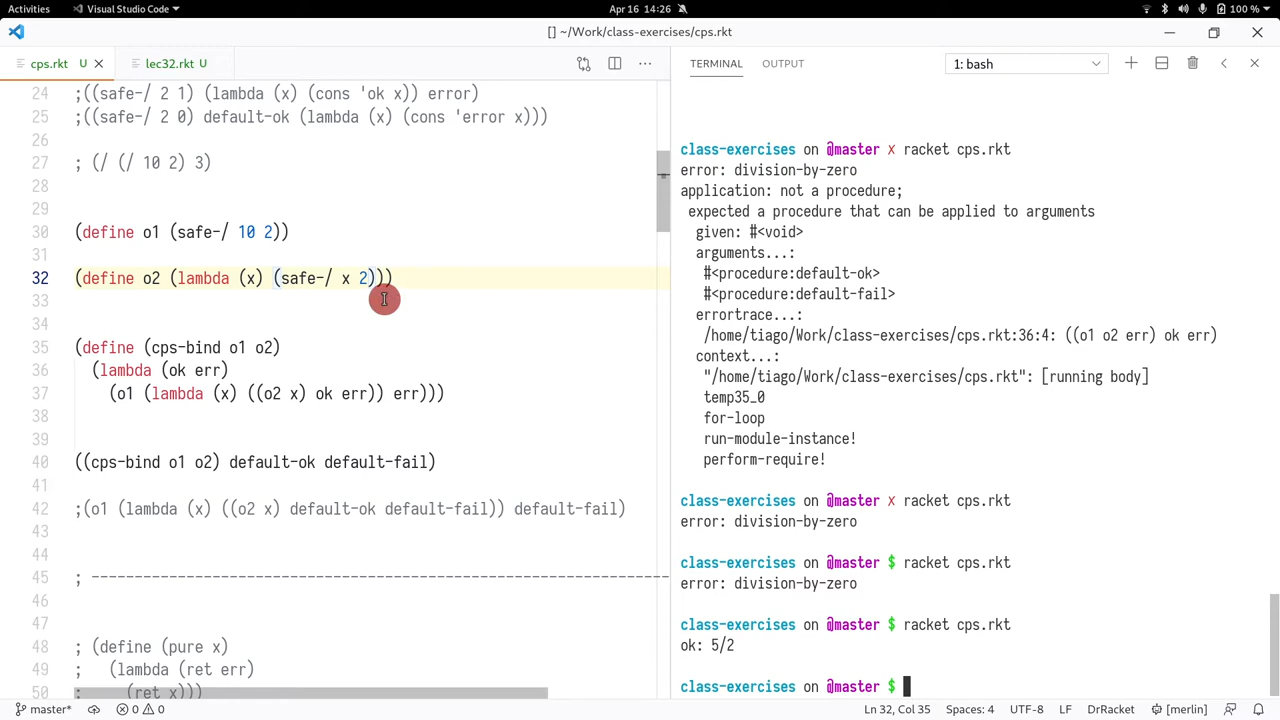 Activities
Visual Studio Code
Apr 16 14:26
100 %
[] ~/Work/class-exercises/cps.rkt
cps.rkt U
lec32.rkt U
24 ;((safe-/ 2 1) (lambda (x) (cons 'ok x)) error)
25 ;((safe-/ 2 0) default-ok (lambda (x) (cons 'error x)))
26
27 ; (/ (/ 10 2) 3)
28
29
30 (define o1 (safe-/ 10 2))
31
32 (define o2 (lambda (x) (safe-/ x 2)))
33
34
35 (define (cps-bind o1 o2)
36 (lambda (ok err)
37 (o1 (lambda (x) ((o2 x) ok err)) err)))
38
39
40 ((cps-bind o1 o2) default-ok default-fail)
41
42 ;(o1 (lambda (x) ((o2 x) default-ok default-fail)) default-fail)
43
44
45 ; --------------------------------------------------------------------
46
47
48 ; (define (pure x)
49 ; (lambda (ret err)
50 ; (ret x)))
TERMINAL
OUTPUT
1: bash
class-exercises on @master X racket cps.rkt
error: division-by-zero
application: not a procedure;
expected a procedure that can be applied to arguments
given: #<void>
arguments...:
#<procedure:default-ok>
#<procedure:default-fail>
errortrace...:
/home/tiago/Work/class-exercises/cps.rkt:36:4: ((o1 o2 err) ok err)
context...:
"/home/tiago/Work/class-exercises/cps.rkt": [running body]
temp35_0
for-loop
run-module-instance!
perform-require!
class-exercises on @master X racket cps.rkt
error: division-by-zero
class-exercises on @master $ racket cps.rkt
error: division-by-zero
class-exercises on @master $ racket cps.rkt
ok: 5/2
class-exercises on @master $
master*
0 0
Ln 32, Col 35
Spaces: 4
UTF-8
LF
DrRacket
[merlin]